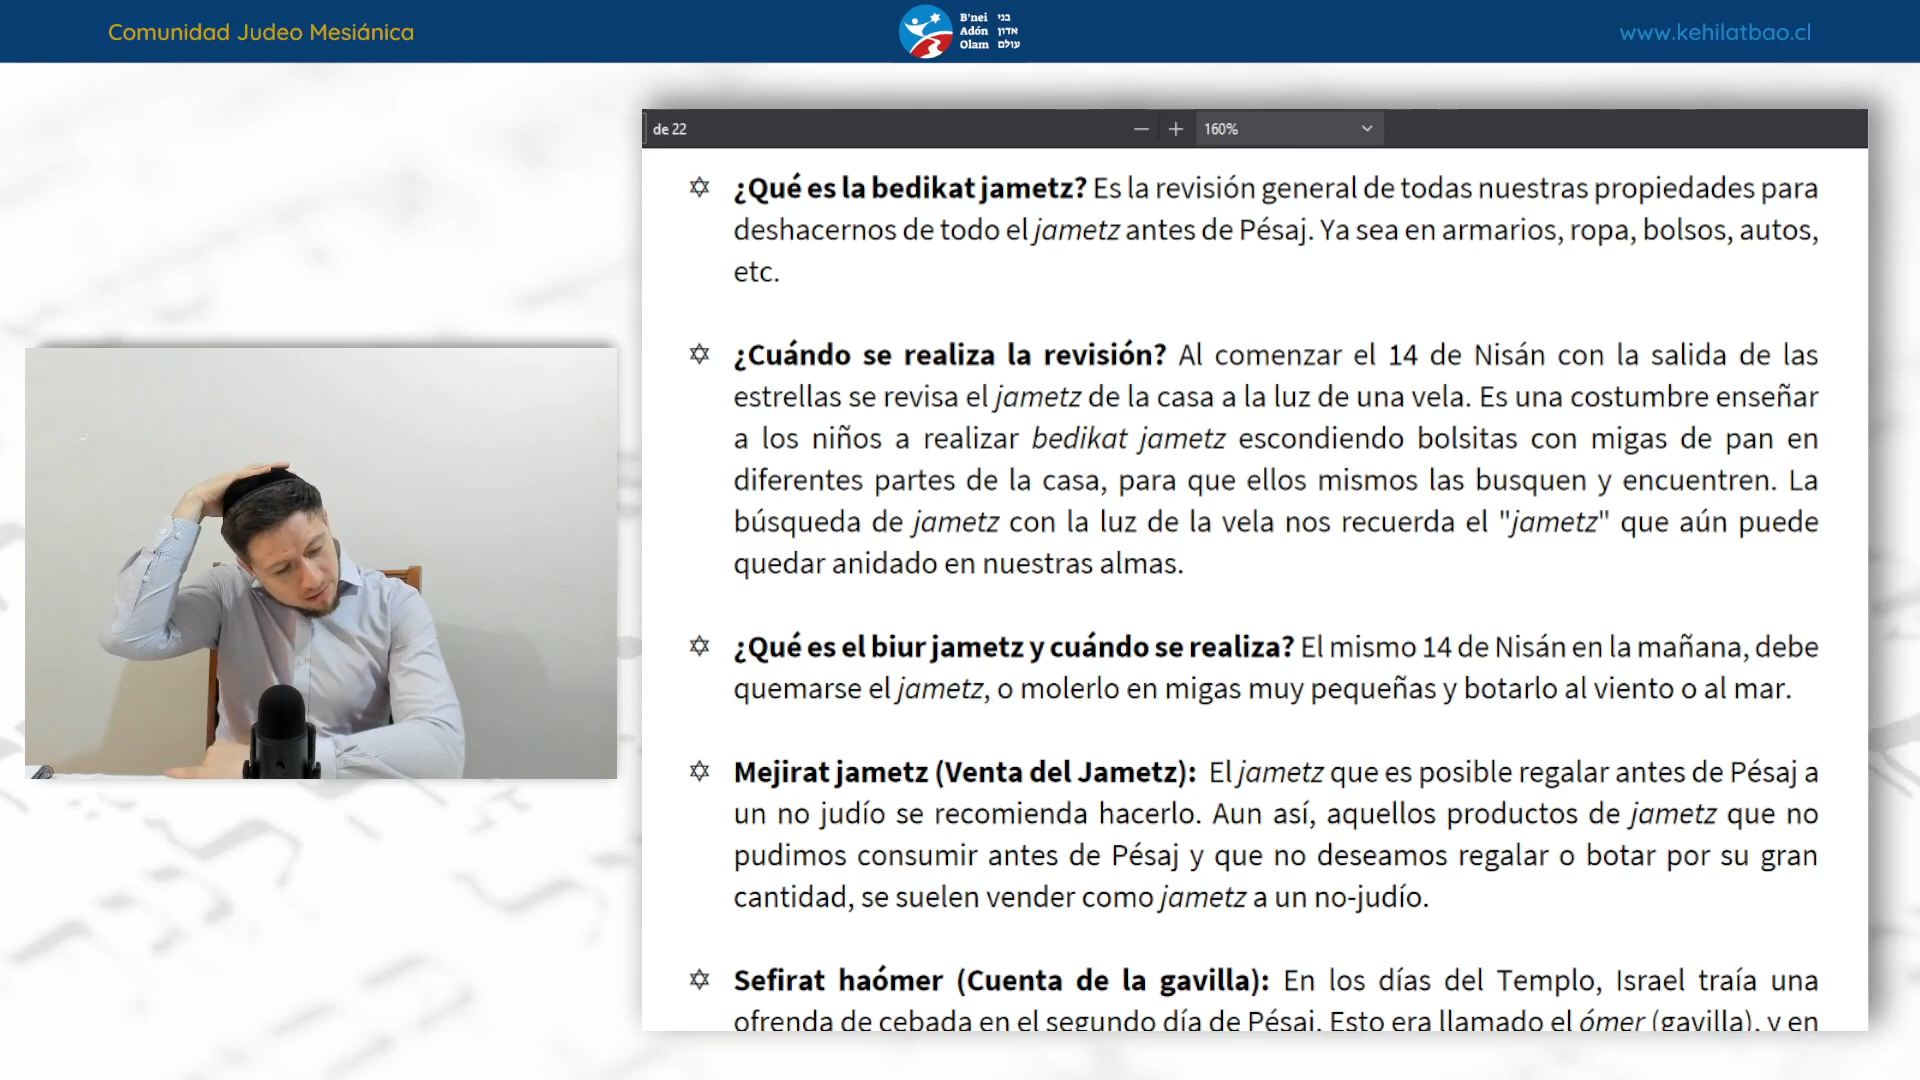 Comunidad Judeo Mesiánica
B'nei בני
Adón אדון
Olam עולם
www.kehilatbao.cl
de 22
160%
¿Qué es la bedikat jametz? Es la revisión general de todas nuestras propiedades para
deshacernos de todo el jametz antes de Pésaj. Ya sea en armarios, ropa, bolsos, autos,
etc.
¿Cuándo se realiza la revisión? Al comenzar el 14 de Nisán con la salida de las
estrellas se revisa el jametz de la casa a la luz de una vela. Es una costumbre enseñar
a los niños a realizar bedikat jametz escondiendo bolsitas con migas de pan en
diferentes partes de la casa, para que ellos mismos las busquen y encuentren. La
búsqueda de jametz con la luz de la vela nos recuerda el "jametz" que aún puede
quedar anidado en nuestras almas.
¿Qué es el biur jametz y cuándo se realiza? El mismo 14 de Nisán en la mañana, debe
quemarse el jametz, o molerlo en migas muy pequeñas y botarlo al viento o al mar.
Mejirat jametz (Venta del Jametz): El jametz que es posible regalar antes de Pésaj a
un no judío se recomienda hacerlo. Aun así, aquellos productos de jametz que no
pudimos consumir antes de Pésaj y que no deseamos regalar o botar por su gran
cantidad, se suelen vender como jametz a un no-judío.
Sefirat haómer (Cuenta de la gavilla): En los días del Templo, Israel traía una
ofrenda de cebada en el segundo día de Pésaj. Esto era llamado el ómer (gavilla), y en